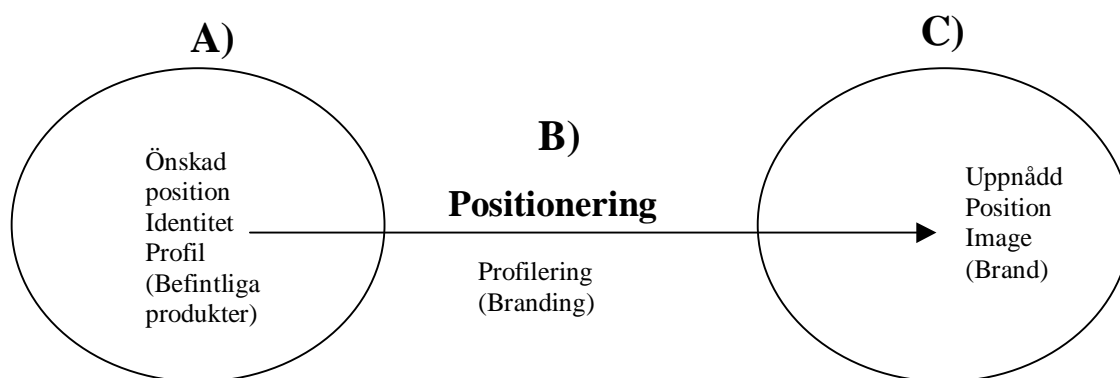 A)
Önskad
position
Identitet
Profil
(Befintliga
produkter)
B)
Positionering
Profilering
(Branding)
C)
Uppnådd
Position
Image
(Brand)